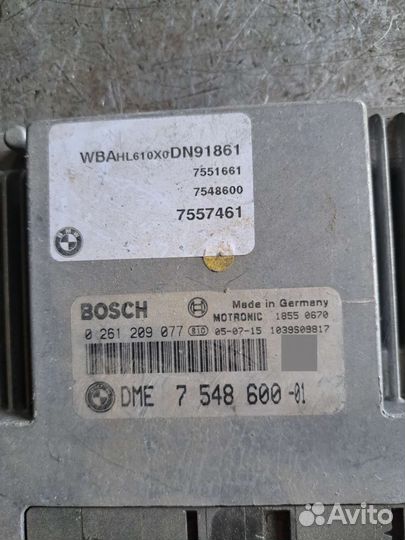 WBAHL610X0DN91861
7551661
7548600
7557461
BOSCH
Made in Germany
MOTRONIC 1855 0670
0 261 209 077 810 05-07-15 1039S09817
DME 7 548 600 -01
Avito